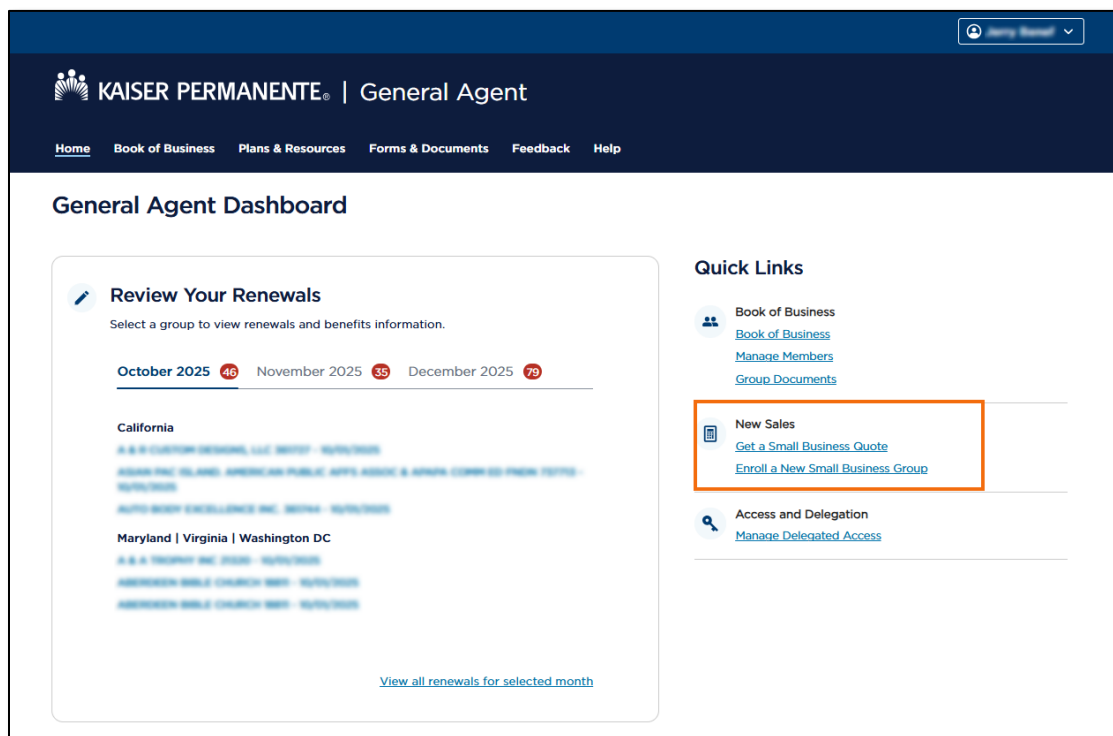 KAISER PERMANENTE® | General Agent
Home Book of Business Plans & Resources Forms & Documents Feedback Help
General Agent Dashboard
Review Your Renewals
Select a group to view renewals and benefits information.
October 2025 46 November 2025 35 December 2025 79
California
Maryland | Virginia | Washington DC
View all renewals for selected month
Quick Links
Book of Business
Book of Business
Manage Members
Group Documents
New Sales
Get a Small Business Quote
Enroll a New Small Business Group
Access and Delegation
Manage Delegated Access